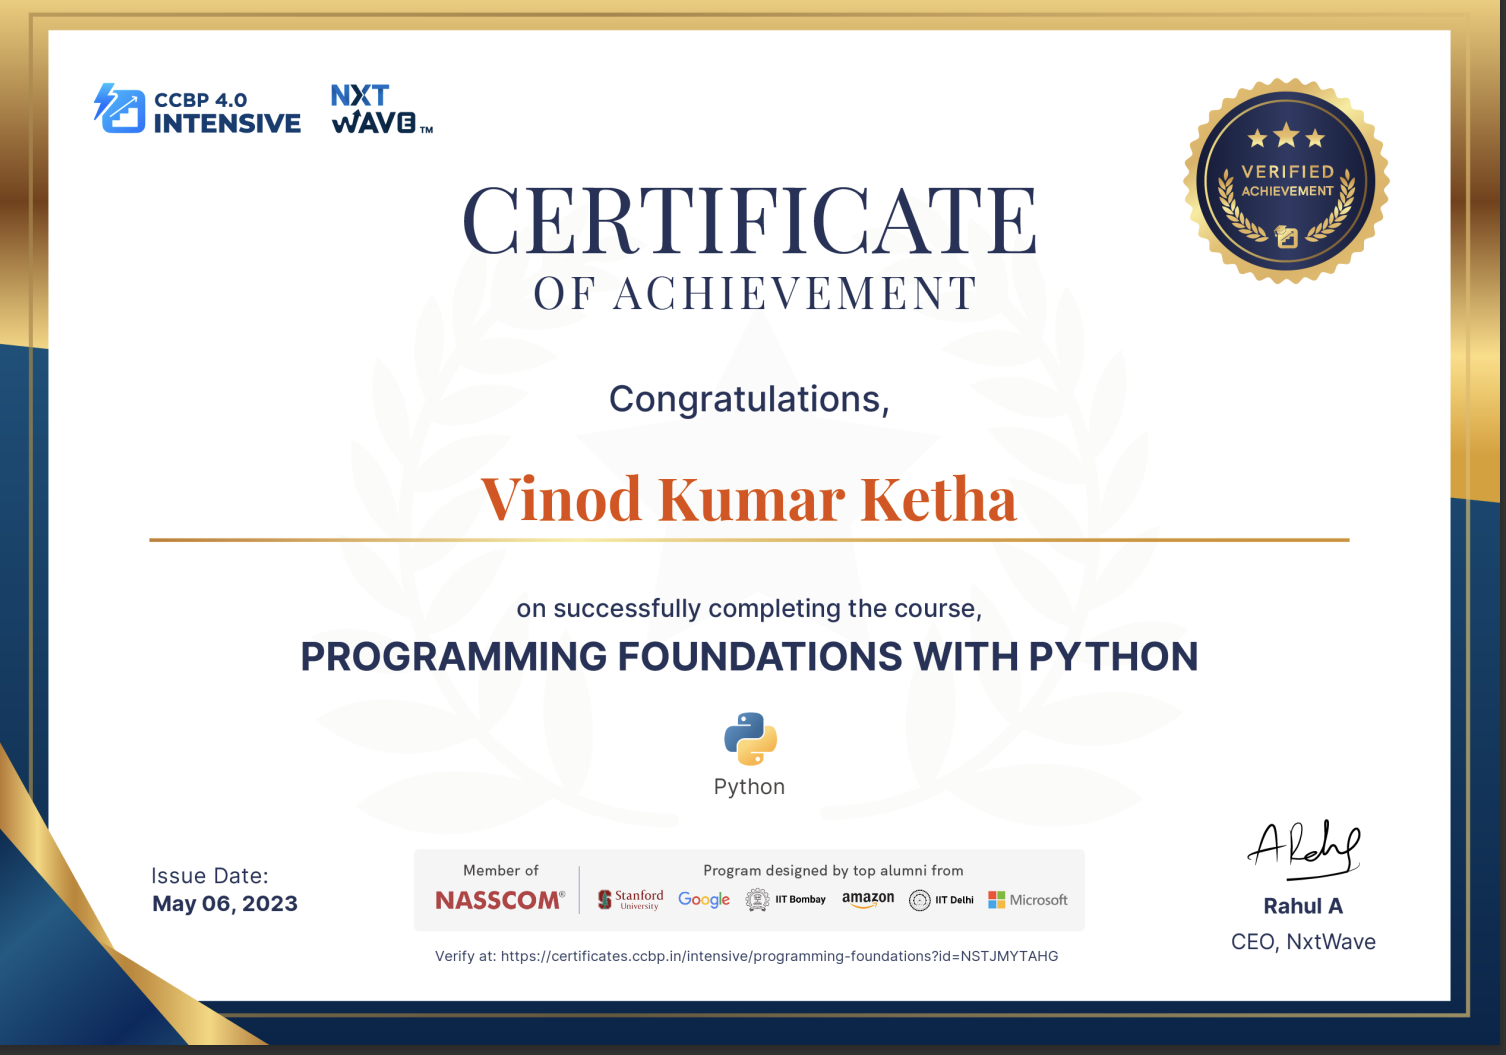 CCBP 4.0
INTENSIVE
NXT
WAVE™
VERIFIED
ACHIEVEMENT
CERTIFICATE
OF ACHIEVEMENT
Congratulations,
Vinod Kumar Ketha
on successfully completing the course,
PROGRAMMING FOUNDATIONS WITH PYTHON
Python
Issue Date:
May 06, 2023
Member of
NASSCOM®
Program designed by top alumni from
Stanford
University
Google
IIT Bombay
amazon
IIT Delhi
Microsoft
Verify at: https://certificates.ccbp.in/intensive/programming-foundations?id=NSTJMYTAHG
Rahul A
CEO, NxtWave